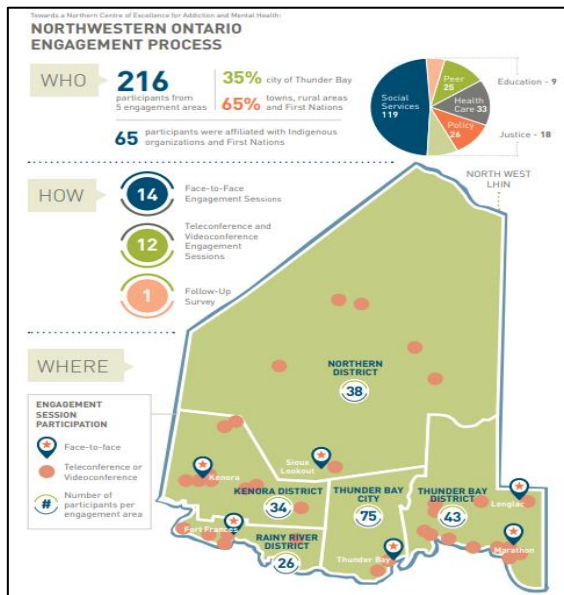 Towards a Northern Centre of Excellence for Addiction and Mental Health:
NORTHWESTERN ONTARIO
ENGAGEMENT PROCESS
WHO
216
participants from
5 engagement areas
35% city of Thunder Bay
65% towns, rural areas
and First Nations
65 participants were affiliated with Indigenous
organizations and First Nations
Social
Services
119
Peer
25
Health
Care 33
Policy
26
Education - 9
Justice - 18
HOW
14
Face-to-Face
Engagement Sessions
12
Teleconference and
Videoconference
Engagement
Sessions
1
Follow-Up
Survey
NORTH WEST
LHIN
WHERE
ENGAGEMENT
SESSION
PARTICIPATION
Face-to-face
Teleconference or
Videoconference
#
Number of
participants per
engagement area
NORTHERN
DISTRICT
38
Sioux
Lookout
Kenora
KENORA DISTRICT
34
Fort Frances
RAINY RIVER
DISTRICT
26
THUNDER BAY
CITY
75
Thunder Bay
THUNDER BAY
DISTRICT
43
Longlac
Marathon